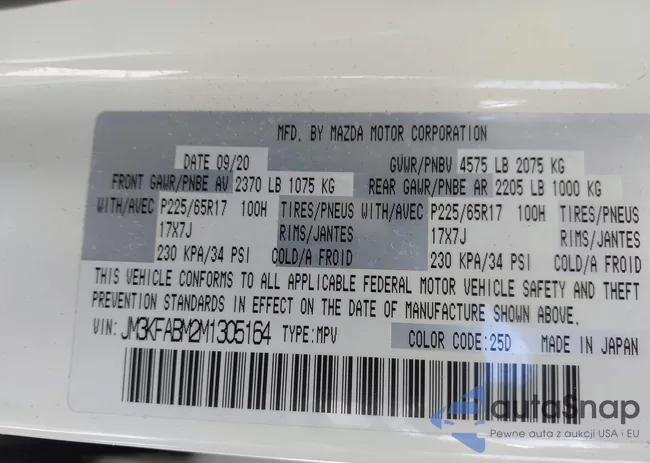 MFD. BY MAZDA MOTOR CORPORATION
DATE 09/20 GVWR/PNBV 4575 LB 2075 KG
FRONT GAWR/PNBE AV 2370 LB 1075 KG REAR GAWR/PNBE AR 2205 LB 1000 KG
WITH/AVEC P225/65R17 100H TIRES/PNEUS WITH/AVEC P225/65R17 100H TIRES/PNEUS
17X7J RIMS/JANTES 17X7J RIMS/JANTES
230 KPA/34 PSI COLD/A FROID 230 KPA/34 PSI COLD/A FROID
THIS VEHICLE CONFORMS TO ALL APPLICABLE FEDERAL MOTOR VEHICLE SAFETY AND THEFT
PREVENTION STANDARDS IN EFFECT ON THE DATE OF MANUFACTURE SHOWN ABOVE.
VIN: JM3KFABM2M1305164 TYPE:MPV COLOR CODE:25D MADE IN JAPAN
autoSnap
Pewne auta z aukcji USA i EU